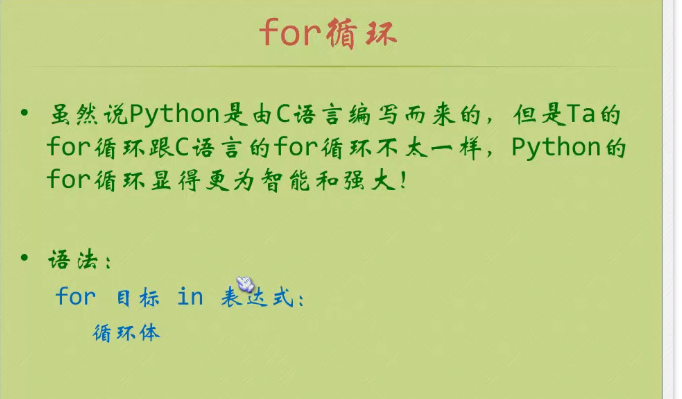 for循环
• 虽然说Python是由C语言编写而来的，但是Ta的
for循环跟C语言的for循环不太一样，Python的
for循环显得更为智能和强大！
• 语法：
for 目标 in 表达式：
循环体